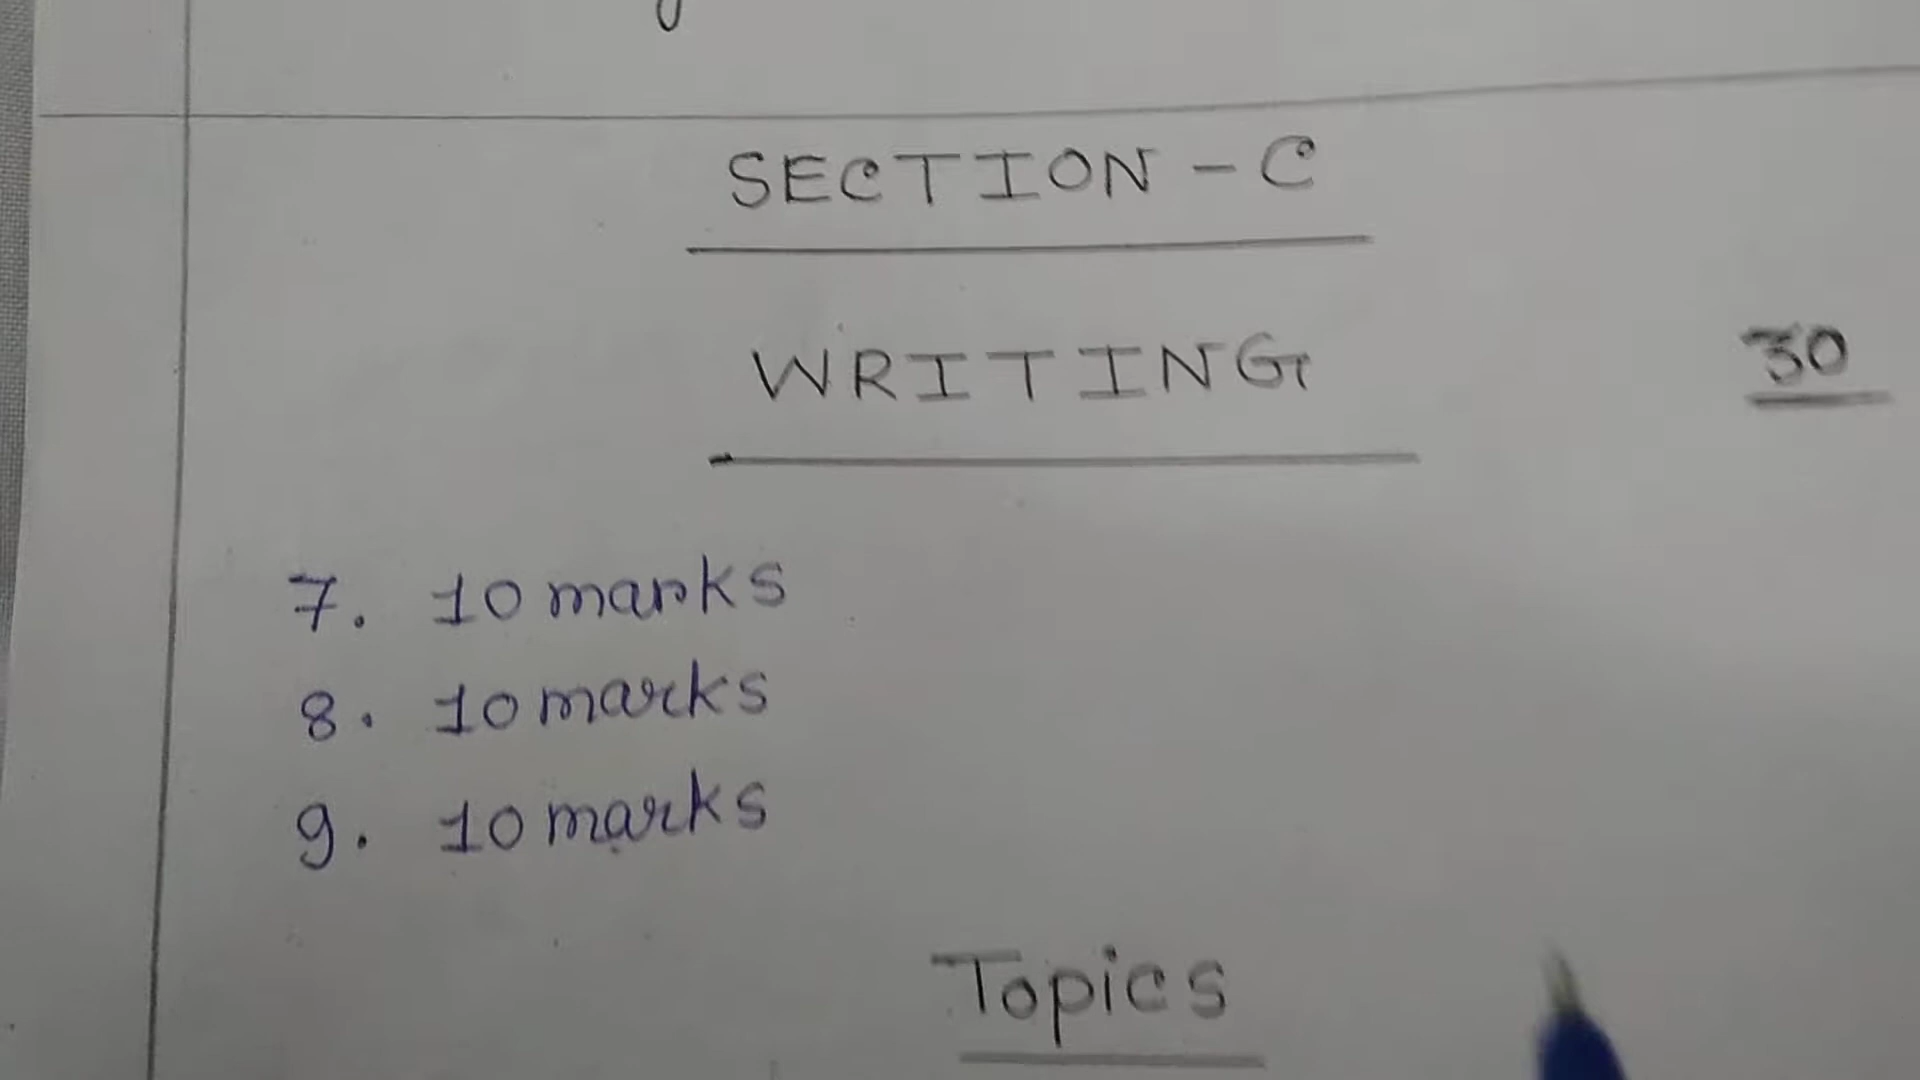 SECTION - C
WRITING
30
7. 10 marks
8. 10 marks
9. 10 marks
Topics